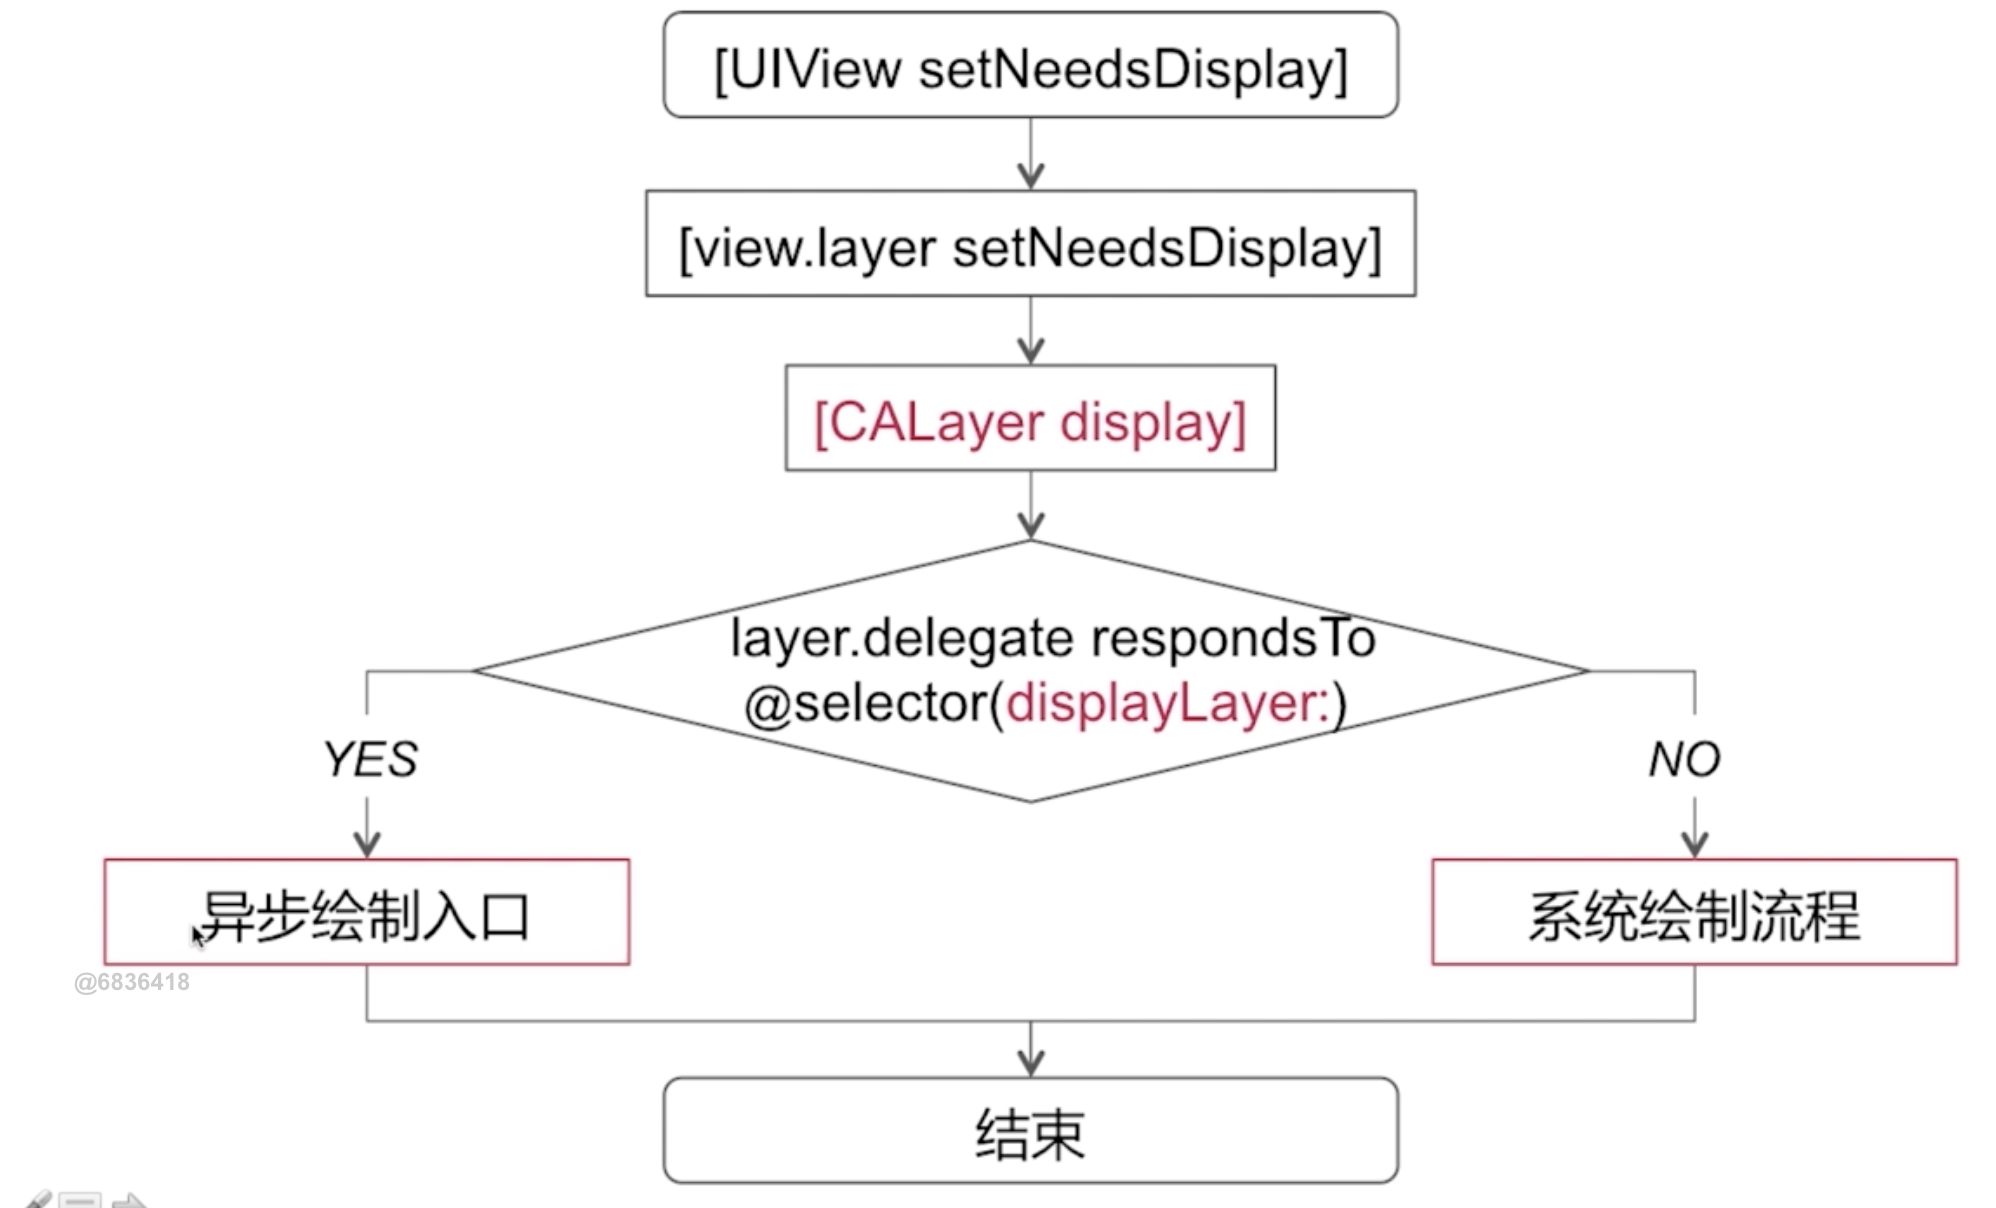 [UIView setNeedsDisplay]
[view.layer setNeedsDisplay]
[CALayer display]
layer.delegate respondsTo
@selector(displayLayer:)
YES
NO
异步绘制入口
系统绘制流程
@6836418
结束